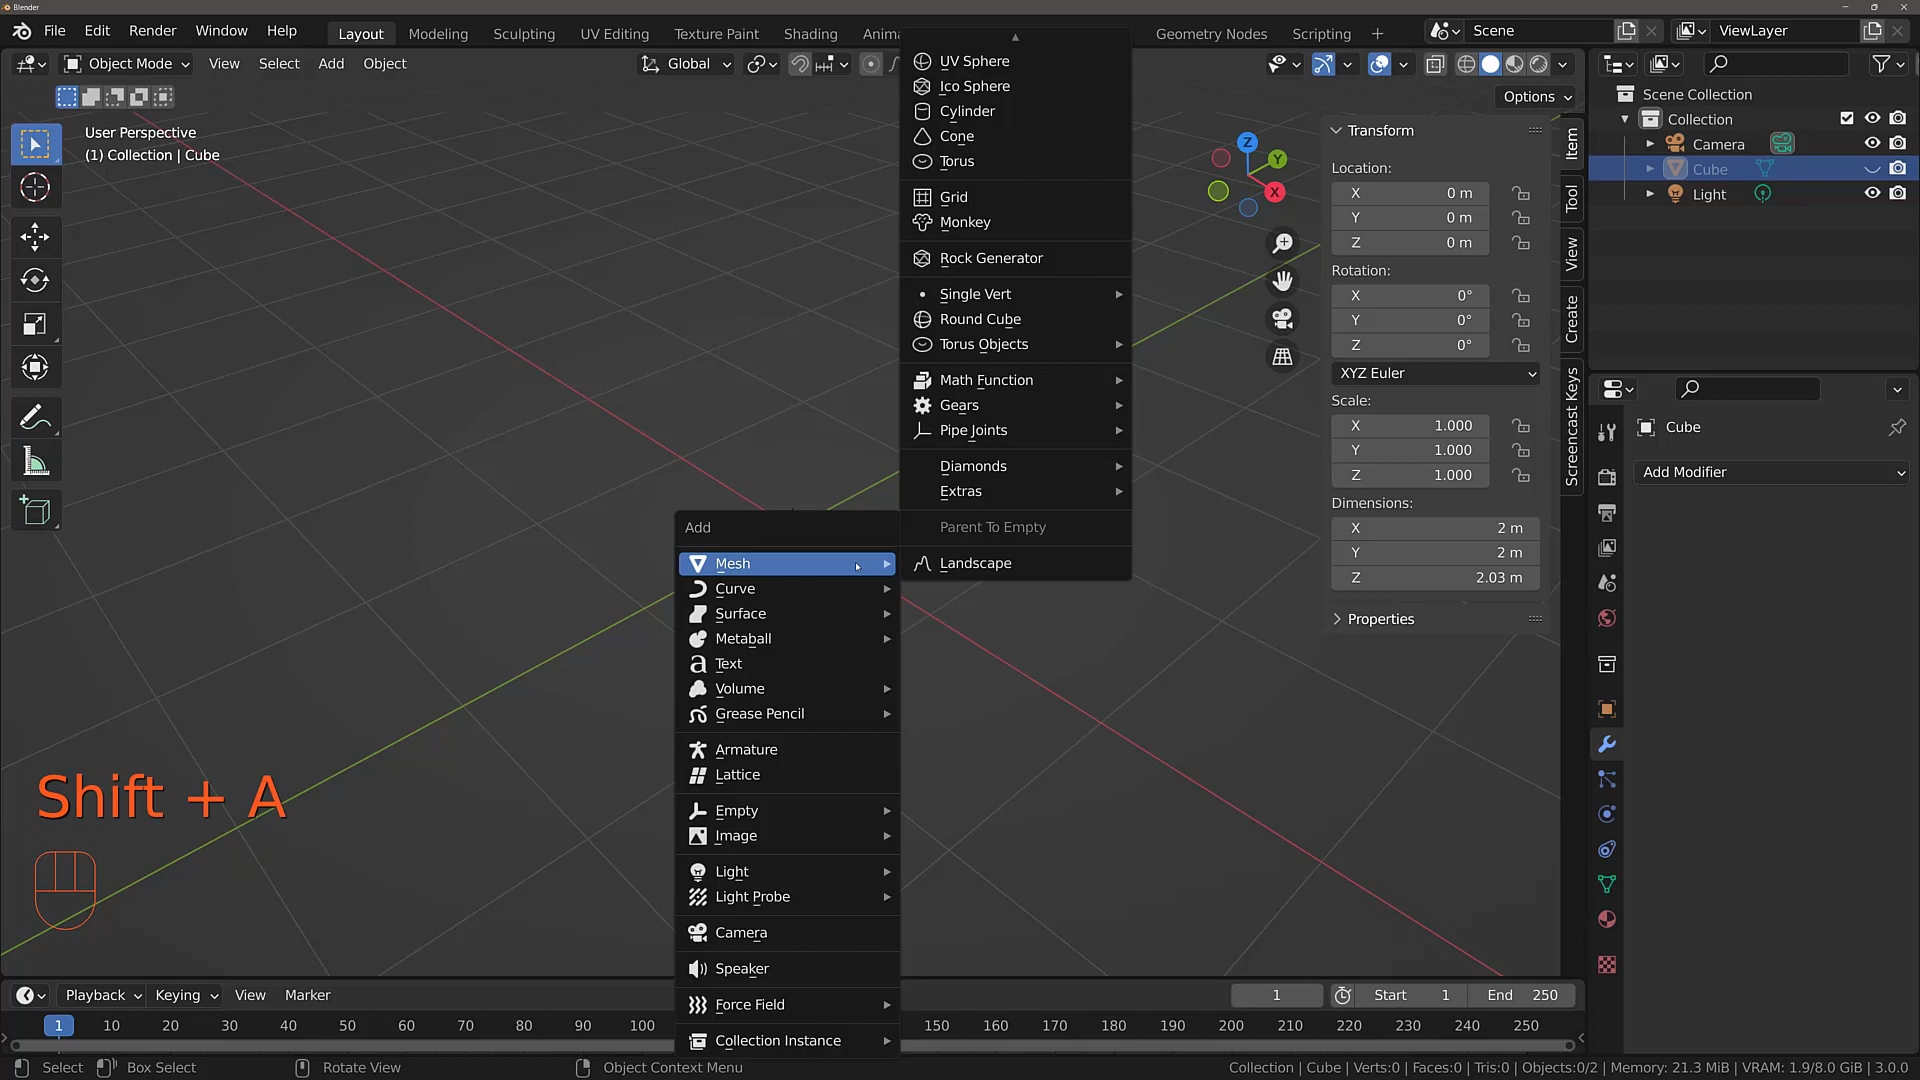 Blender
File Edit Render Window Help
Layout Modeling Sculpting UV Editing Texture Paint Shading Anima Geometry Nodes Scripting +
Scene
ViewLayer
Object Mode View Select Add Object
Global
Options
User Perspective
(1) Collection | Cube
UV Sphere
Ico Sphere
Cylinder
Cone
Torus
Grid
Monkey
Rock Generator
Single Vert
Round Cube
Torus Objects
Math Function
Gears
Pipe Joints
Diamonds
Extras
Parent To Empty
Landscape
Add
Mesh
Curve
Surface
Metaball
Text
Volume
Grease Pencil
Armature
Lattice
Empty
Image
Light
Light Probe
Camera
Speaker
Force Field
Collection Instance
Z
Y
X
Transform
Location:
X 0 m
Y 0 m
Z 0 m
Rotation:
X 0°
Y 0°
Z 0°
XYZ Euler
Scale:
X 1.000
Y 1.000
Z 1.000
Dimensions:
X 2 m
Y 2 m
Z 2.03 m
Properties
Item
Tool
View
Create
Screencast Keys
Scene Collection
Collection
Camera
Cube
Light
Cube
Add Modifier
Shift + A
Playback Keying View Marker
1
Start 1
End 250
1 10 20 30 40 50 60 70 80 90 100 150 160 170 180 190 200 210 220 230 240 250
Select Box Select Rotate View Object Context Menu
Collection | Cube | Verts:0 | Faces:0 | Tris:0 | Objects:0/2 | Memory: 21.3 MiB | VRAM: 1.9/8.0 GiB | 3.0.0